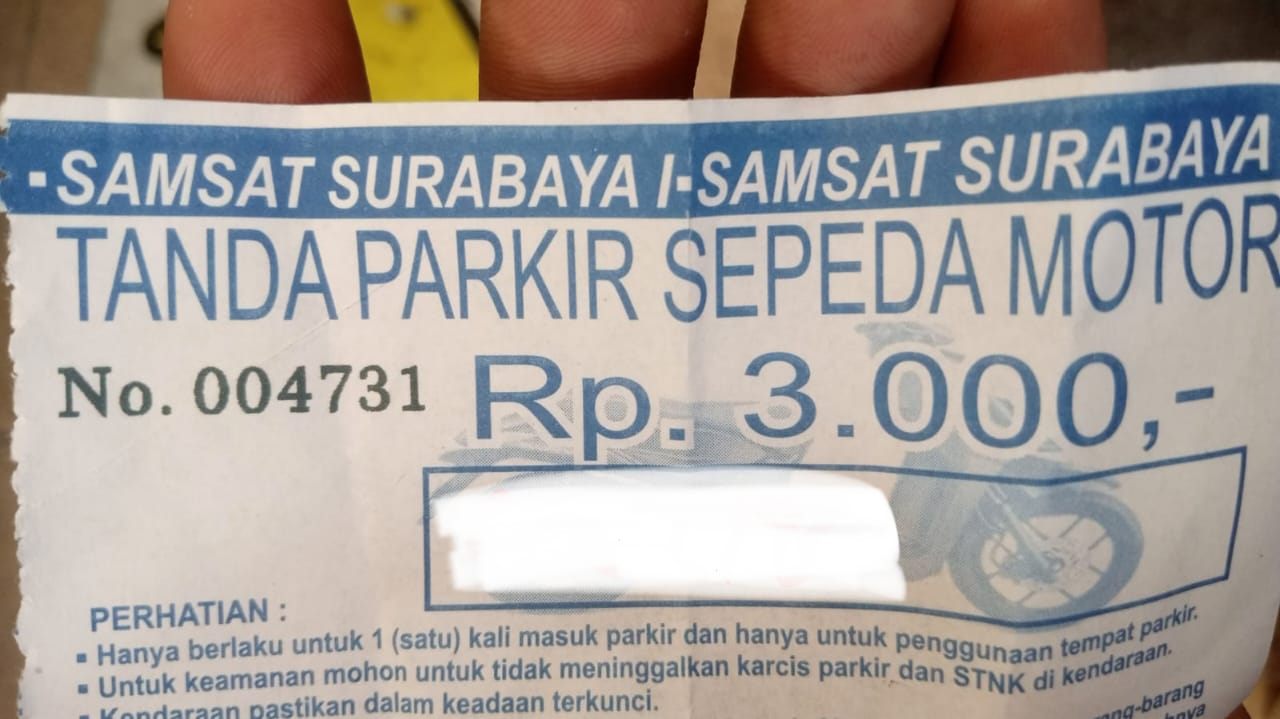 -SAMSAT SURABAYA I-SAMSAT SURABAYA
TANDA PARKIR SEPEDA MOTOR
No. 004731 Rp. 3.000,-
PERHATIAN :
▪ Hanya berlaku untuk 1 (satu) kali masuk parkir dan hanya untuk penggunaan tempat parkir.
▪ Untuk keamanan mohon untuk tidak meninggalkan karcis parkir dan STNK di kendaraan.
▪ Kendaraan pastikan dalam keadaan terkunci.